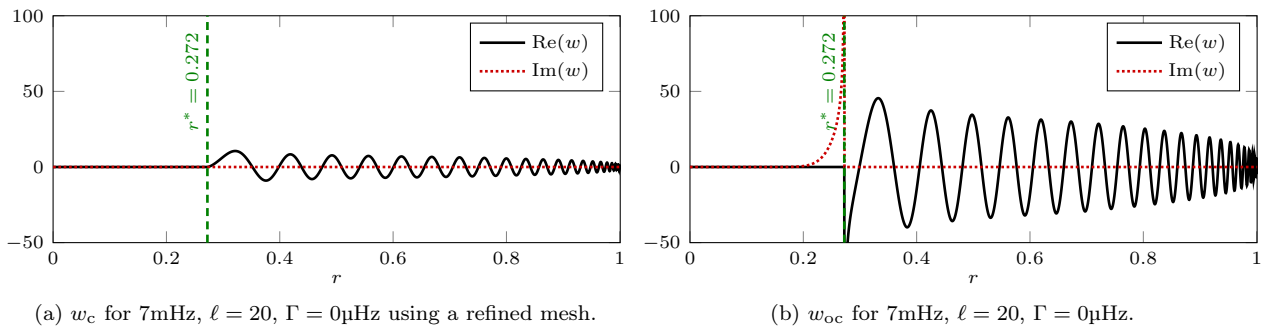 100
50
0
−50
0
0.2
0.4
0.6
0.8
1
r
r* = 0.272
Re(w)
Im(w)
(a) w_c for 7mHz, ℓ = 20, Γ = 0µHz using a refined mesh.
100
50
0
−50
0
0.2
0.4
0.6
0.8
1
r
r* = 0.272
Re(w)
Im(w)
(b) w_oc for 7mHz, ℓ = 20, Γ = 0µHz.